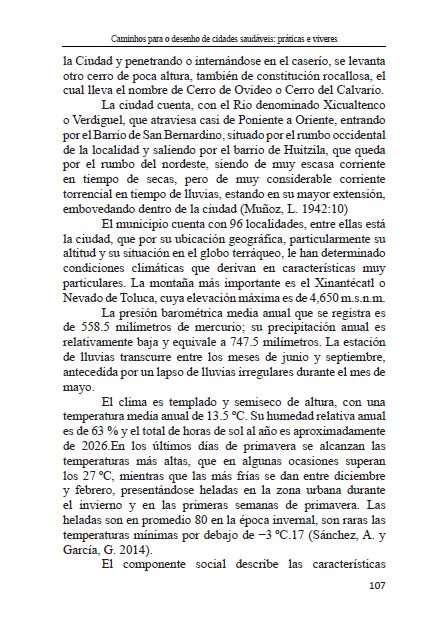 Caminhos para o desenho de cidades saudáveis: práticas e viveres
la Ciudad y penetrando o internándose en el caserío, se levanta
otro cerro de poca altura, también de constitución rocallosa, el
cual lleva el nombre de Cerro de Ovideo o Cerro del Calvario.
La ciudad cuenta, con el Rio denominado Xicualtenco
o Verdiguel, que atraviesa casi de Poniente a Oriente, entrando
por el Barrio de San Bernardino, situado por el rumbo occidental
de la localidad y saliendo por el barrio de Huitzila, que queda
por el rumbo del nordeste, siendo de muy escasa corriente
en tiempo de secas, pero de muy considerable corriente
torrencial en tiempo de lluvias, estando en su mayor extensión,
embovedando dentro de la ciudad (Muñoz, L. 1942:10)
El municipio cuenta con 96 localidades, entre ellas está
la ciudad, que por su ubicación geográfica, particularmente su
altitud y su situación en el globo terráqueo, le han determinado
condiciones climáticas que derivan en características muy
particulares. La montaña más importante es el Xinantécatl o
Nevado de Toluca, cuya elevación máxima es de 4,650 m.s.n.m.
La presión barométrica media anual que se registra es
de 558.5 milímetros de mercurio; su precipitación anual es
relativamente baja y equivale a 747.5 milímetros. La estación
de lluvias transcurre entre los meses de junio y septiembre,
antecedida por un lapso de lluvias irregulares durante el mes de
mayo.
El clima es templado y semiseco de altura, con una
temperatura media anual de 13.5 ºC. Su humedad relativa anual
es de 63 % y el total de horas de sol al año es aproximadamente
de 2026.En los últimos días de primavera se alcanzan las
temperaturas más altas, que en algunas ocasiones superan
los 27 ºC, mientras que las más frías se dan entre diciembre
y febrero, presentándose heladas en la zona urbana durante
el invierno y en las primeras semanas de primavera. Las
heladas son en promedio 80 en la época invernal, son raras las
temperaturas mínimas por debajo de −3 ºC.17 (Sánchez, A. y
García, G. 2014).
El componente social describe las características
107